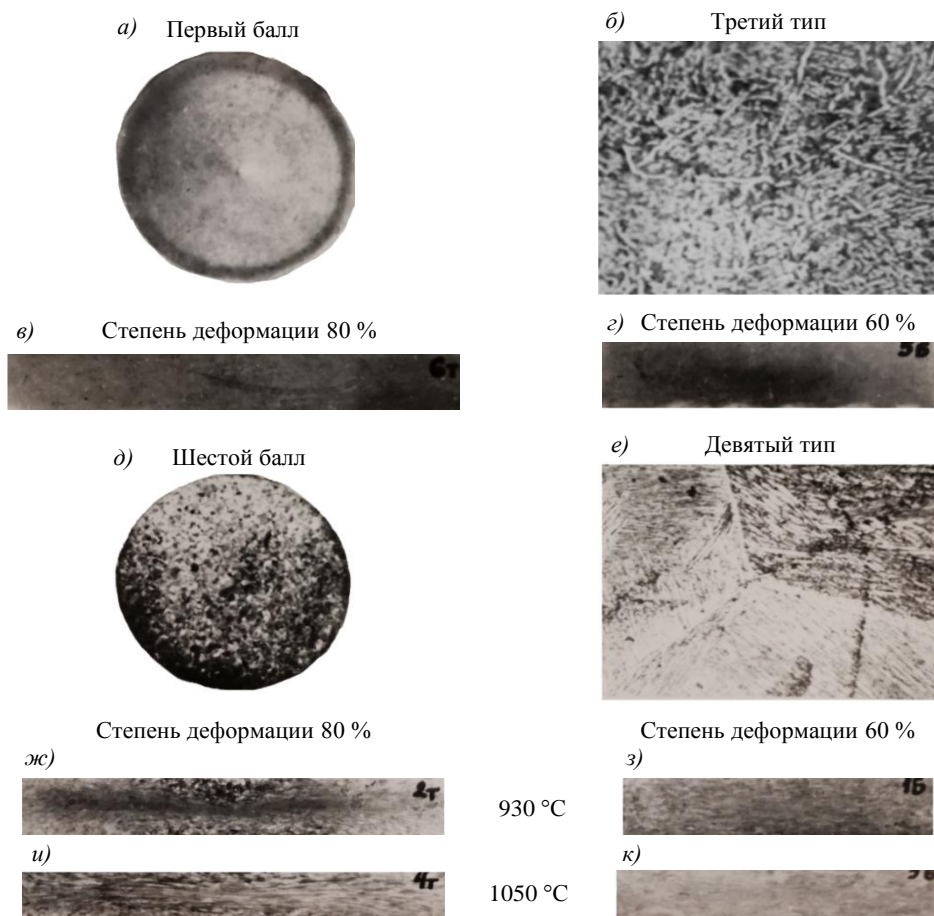 а) Первый балл
б) Третий тип
в) Степень деформации 80 %
г) Степень деформации 60 %
6т
5в
д) Шестой балл
е) Девятый тип
Степень деформации 80 %
Степень деформации 60 %
ж)
з)
2т
930 °C
1б
и)
к)
4т
1050 °C